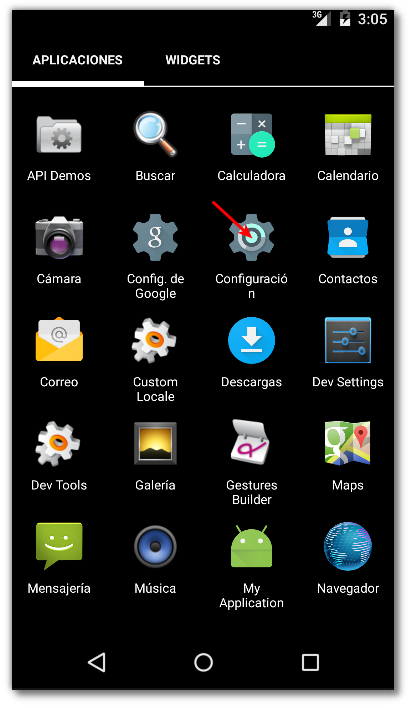 3G 3:05
APLICACIONES WIDGETS
API Demos Buscar Calculadora Calendario
Cámara Config. de Configuració Contactos
Google n
Correo Custom Descargas Dev Settings
Locale
Dev Tools Galería Gestures Maps
Builder
Mensajería Música My Navegador
Application